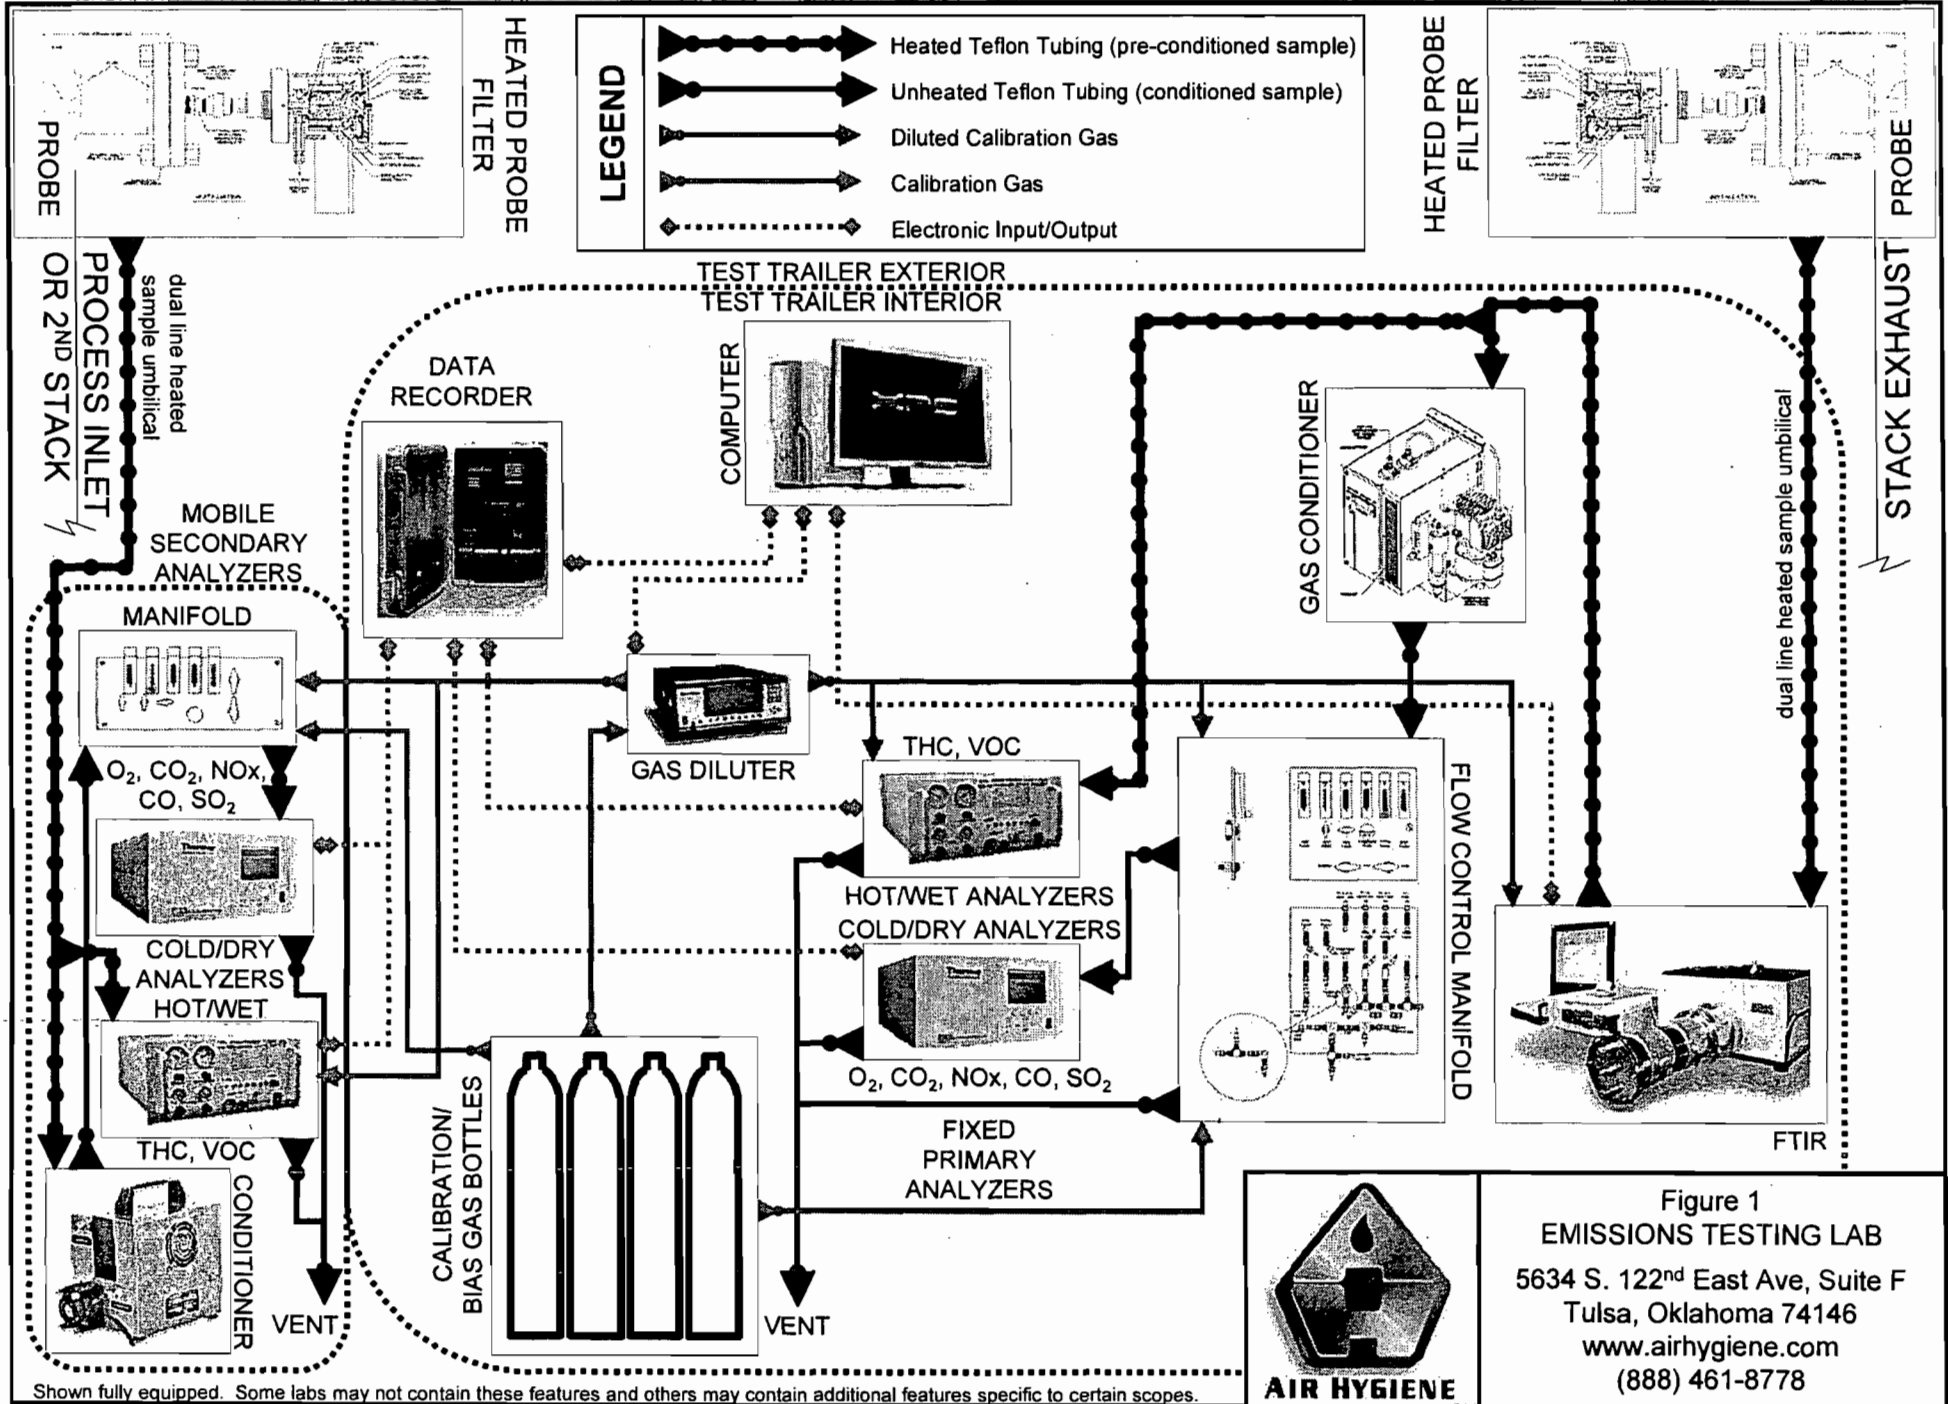 PROBE
HEATED PROBE
FILTER
LEGEND
Heated Teflon Tubing (pre-conditioned sample)
Unheated Teflon Tubing (conditioned sample)
Diluted Calibration Gas
Calibration Gas
Electronic Input/Output
HEATED PROBE
FILTER
PROBE
STACK EXHAUST
dual line heated sample umbilical
PROCESS INLET
OR 2ND STACK
dual line heated
sample umbilical
TEST TRAILER EXTERIOR
TEST TRAILER INTERIOR
DATA
RECORDER
COMPUTER
GAS CONDITIONER
MOBILE
SECONDARY
ANALYZERS
MANIFOLD
O2, CO2, NOx,
CO, SO2
COLD/DRY
ANALYZERS
HOT/WET
THC, VOC
CONDITIONER
VENT
GAS DILUTER
THC, VOC
HOT/WET ANALYZERS
COLD/DRY ANALYZERS
O2, CO2, NOx, CO, SO2
FLOW CONTROL MANIFOLD
FIXED
PRIMARY
ANALYZERS
CALIBRATION/
BIAS GAS BOTTLES
VENT
FTIR
Shown fully equipped. Some labs may not contain these features and others may contain additional features specific to certain scopes.
AIR HYGIENE
Figure 1
EMISSIONS TESTING LAB
5634 S. 122nd East Ave, Suite F
Tulsa, Oklahoma 74146
www.airhygiene.com
(888) 461-8778